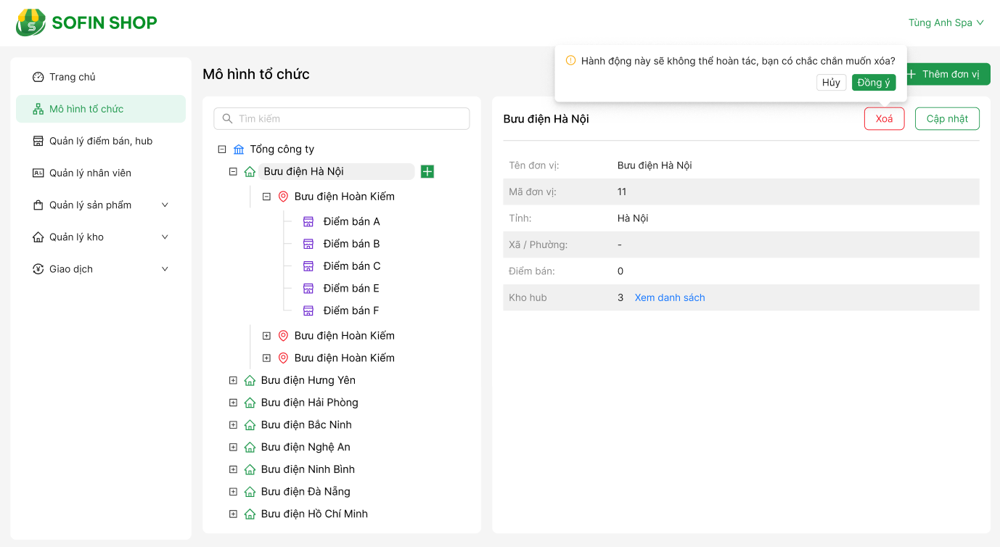 SOFIN SHOP
Tùng Anh Spa
Trang chủ
Mô hình tổ chức
Quản lý điểm bán, hub
Quản lý nhân viên
Quản lý sản phẩm
Quản lý kho
Giao dịch
Mô hình tổ chức
Hành động này sẽ không thể hoàn tác, bạn có chắc chắn muốn xóa?
Hủy
Đồng ý
Thêm đơn vị
Tìm kiếm
Tổng công ty
Bưu điện Hà Nội
Bưu điện Hoàn Kiếm
Điểm bán A
Điểm bán B
Điểm bán C
Điểm bán E
Điểm bán F
Bưu điện Hoàn Kiếm
Bưu điện Hoàn Kiếm
Bưu điện Hưng Yên
Bưu điện Hải Phòng
Bưu điện Bắc Ninh
Bưu điện Nghệ An
Bưu điện Ninh Bình
Bưu điện Đà Nẵng
Bưu điện Hồ Chí Minh
Bưu điện Hà Nội
Xoá
Cập nhật
Tên đơn vị: Bưu điện Hà Nội
Mã đơn vị: 11
Tỉnh: Hà Nội
Xã / Phường: -
Điểm bán: 0
Kho hub 3 Xem danh sách